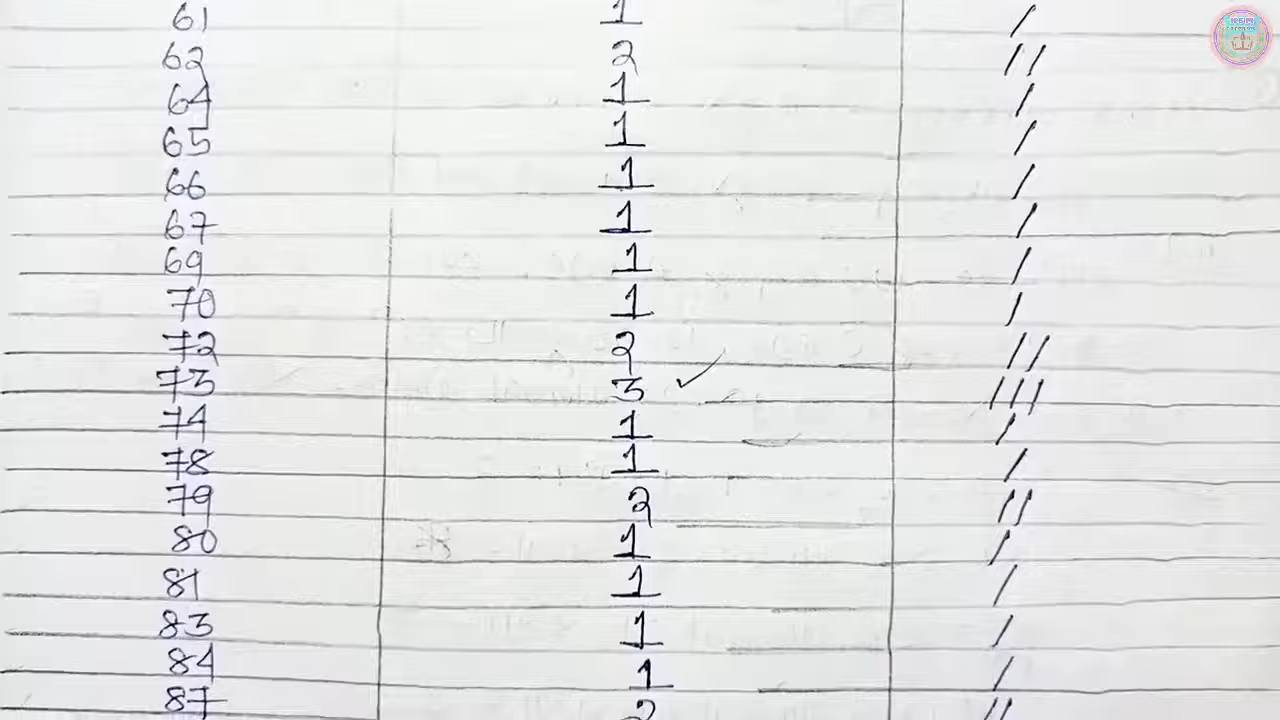 61 1 /
62 2 //
64 1 /
65 1 /
66 1 /
67 1 /
69 1 /
70 1 /
72 2 //
73 3 ✓ ///
74 1 /
78 1 /
79 2 //
80 1 /
81 1 /
83 1 /
84 1 /
87 2 //